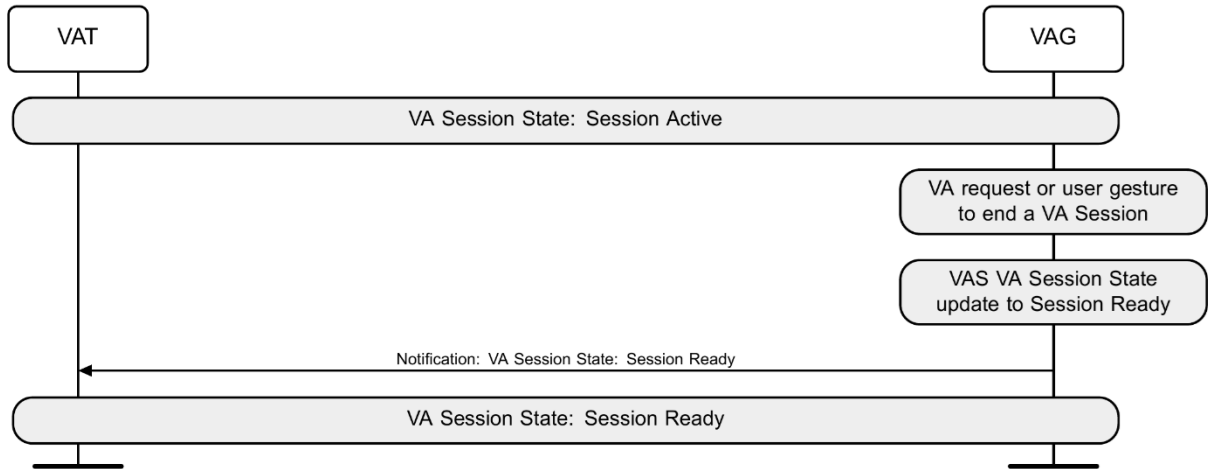 VAT
VAG
VA Session State: Session Active
VA request or user gesture
to end a VA Session
VAS VA Session State
update to Session Ready
Notification: VA Session State: Session Ready
VA Session State: Session Ready